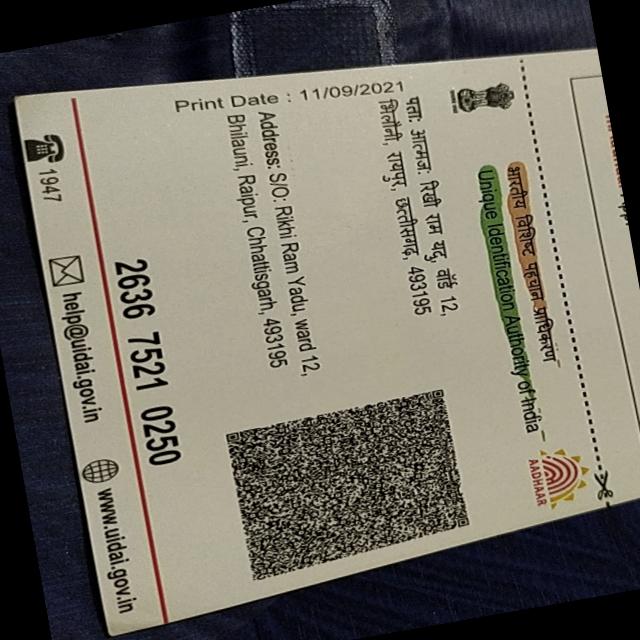 भारतीय विशिष्ट पहचान प्राधिकरण
Unique Identification Authority of India
AADHAAR
पता: आत्मज: रिखी राम यदु, वॉर्ड 12,
भिलौनी, रायपुर, छत्तीसगढ़, 493195
Address: S/O: Rikhi Ram Yadu, ward 12,
Bhilauni, Raipur, Chhattisgarh, 493195
Print Date : 11/09/2021
2636 7521 0250
1947
help@uidai.gov.in
www.uidai.gov.in